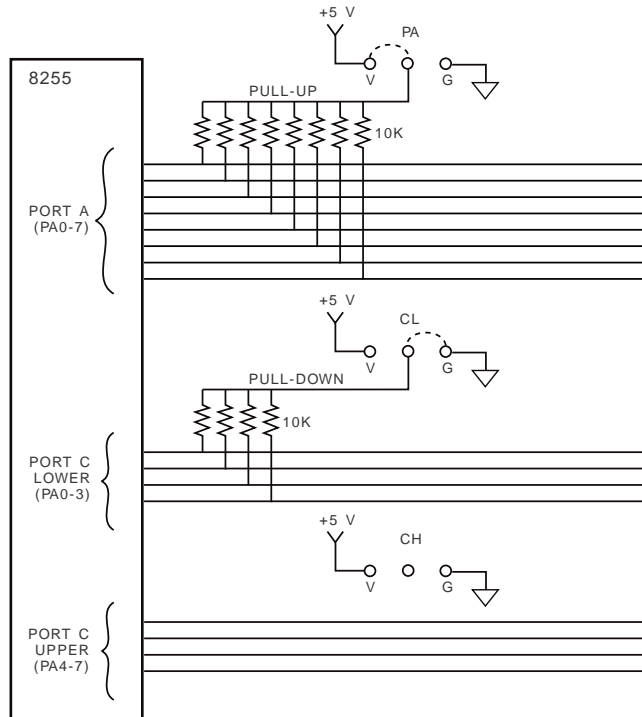 +5 V
PA
V
G
8255
PULL-UP
10K
PORT A
(PA0-7)
+5 V
CL
V
G
PULL-DOWN
10K
PORT C
LOWER
(PA0-3)
+5 V
CH
V
G
PORT C
UPPER
(PA4-7)